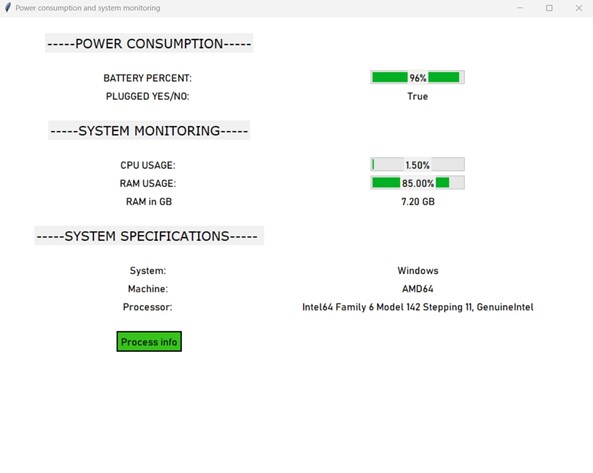 Power consumption and system monitoring
-----POWER CONSUMPTION-----
BATTERY PERCENT: 96%
PLUGGED YES/NO: True
-----SYSTEM MONITORING-----
CPU USAGE: 1.50%
RAM USAGE: 85.00%
RAM in GB 7.20 GB
-----SYSTEM SPECIFICATIONS-----
System: Windows
Machine: AMD64
Processor: Intel64 Family 6 Model 142 Stepping 11, GenuineIntel
Process info